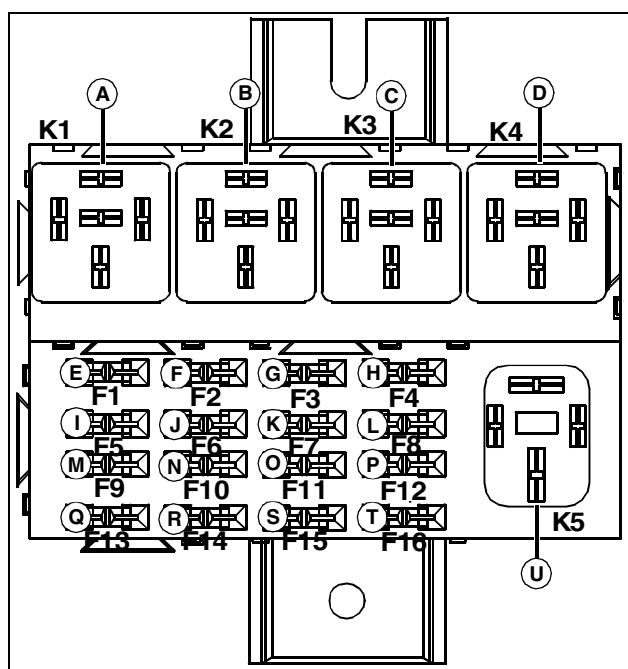 A B C D
K1 K2 K3 K4
E F G H
F1 F2 F3 F4
I J K L
F5 F6 F7 F8
M N O P
F9 F10 F11 F12
Q R S T
F13 F14 F15 F16 K5
U